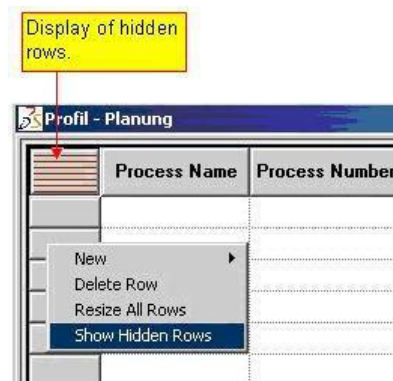 Display of hidden
rows.
Profil - Planung
Process Name Process Number
New
Delete Row
Resize All Rows
Show Hidden Rows